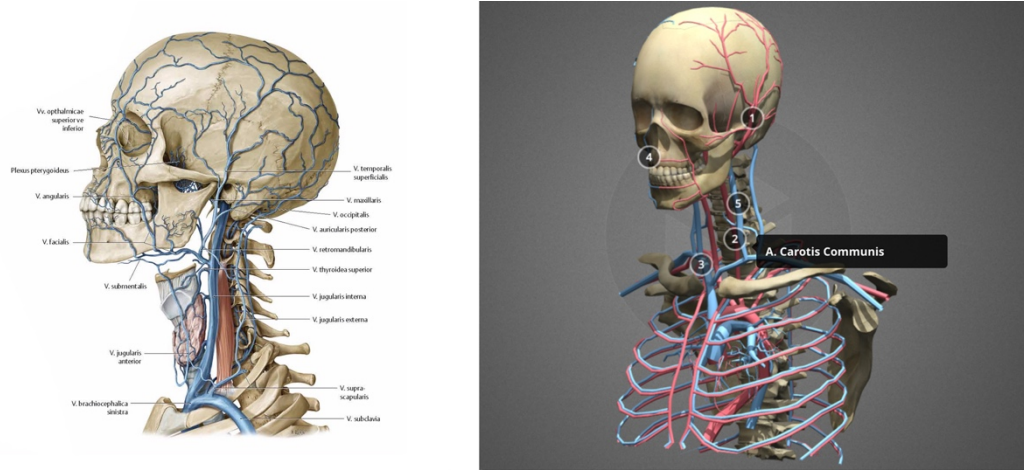 Vv. opthalmicae
superior ve
inferior
Plexus pterygoideus
V. angularis
V. facialis
V. submentalis
V. jugularis
anterior
V. brachiocephalica
sinistra
V. temporalis
superficialis
V. maxillaris
V. occipitalis
V. auricularis posterior
V. retromandibularis
V. thyroidea superior
V. jugularis interna
V. jugularis externa
V. supra-
scapularis
V. subclavia
1
4
5
2
3
A. Carotis Communis